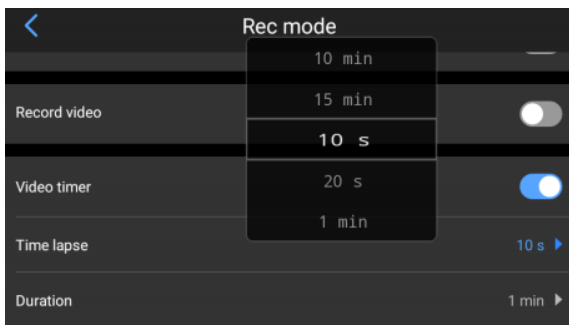 Rec mode
10 min
Record video
15 min
10 s
Video timer
20 s
1 min
Time lapse
10 s
Duration
1 min